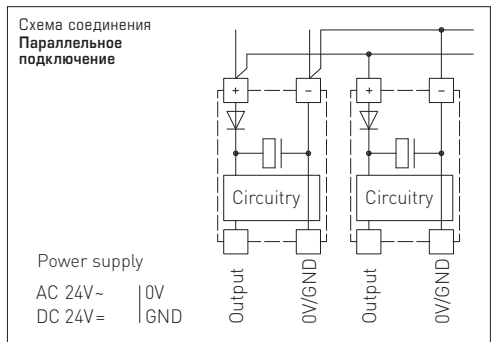 Схема соединения
Параллельное
подключение
+
−
+
−
Circuitry
Circuitry
Power supply
AC 24V~ | 0V
DC 24V= | GND
Output
0V/GND
Output
0V/GND